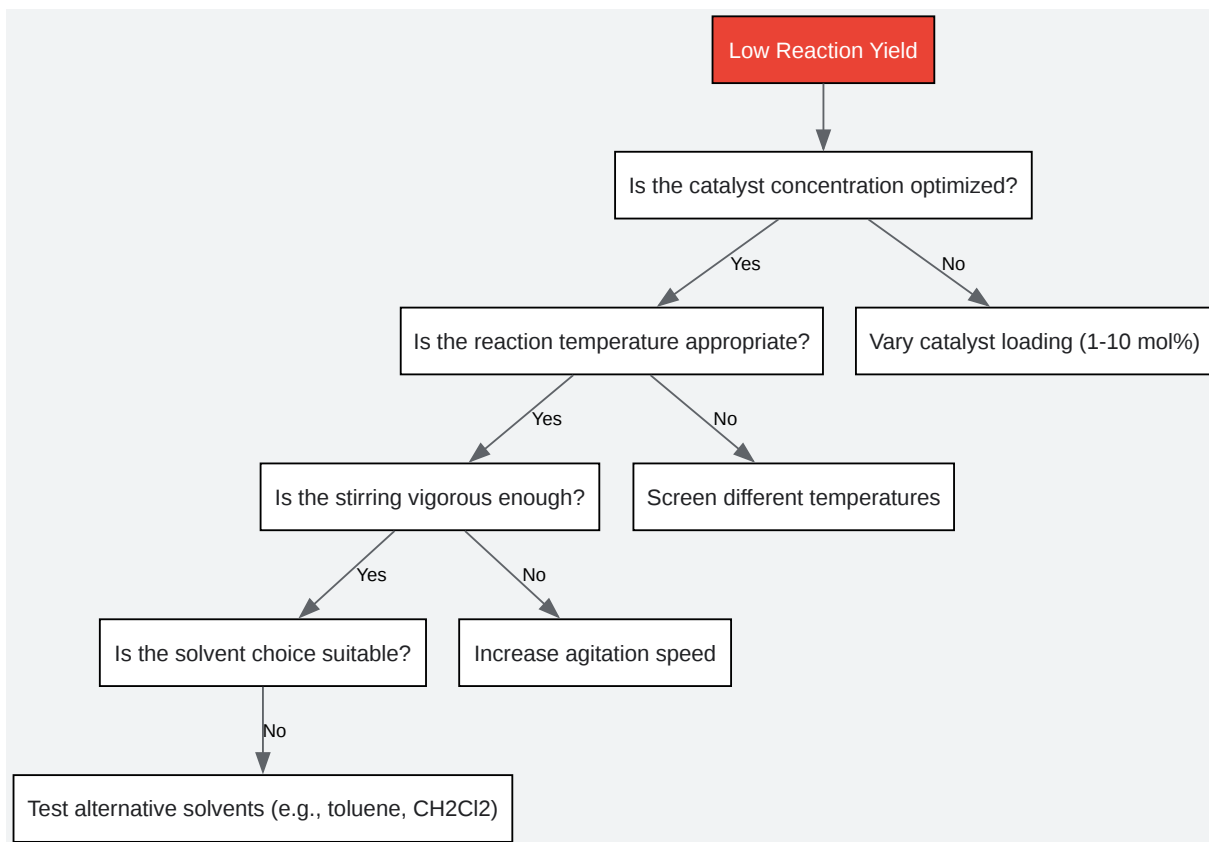 Low Reaction Yield
Is the catalyst concentration optimized?
Yes
No
Is the reaction temperature appropriate?
Vary catalyst loading (1-10 mol%)
Yes
No
Is the stirring vigorous enough?
Screen different temperatures
Yes
No
Is the solvent choice suitable?
Increase agitation speed
No
Test alternative solvents (e.g., toluene, CH2Cl2)